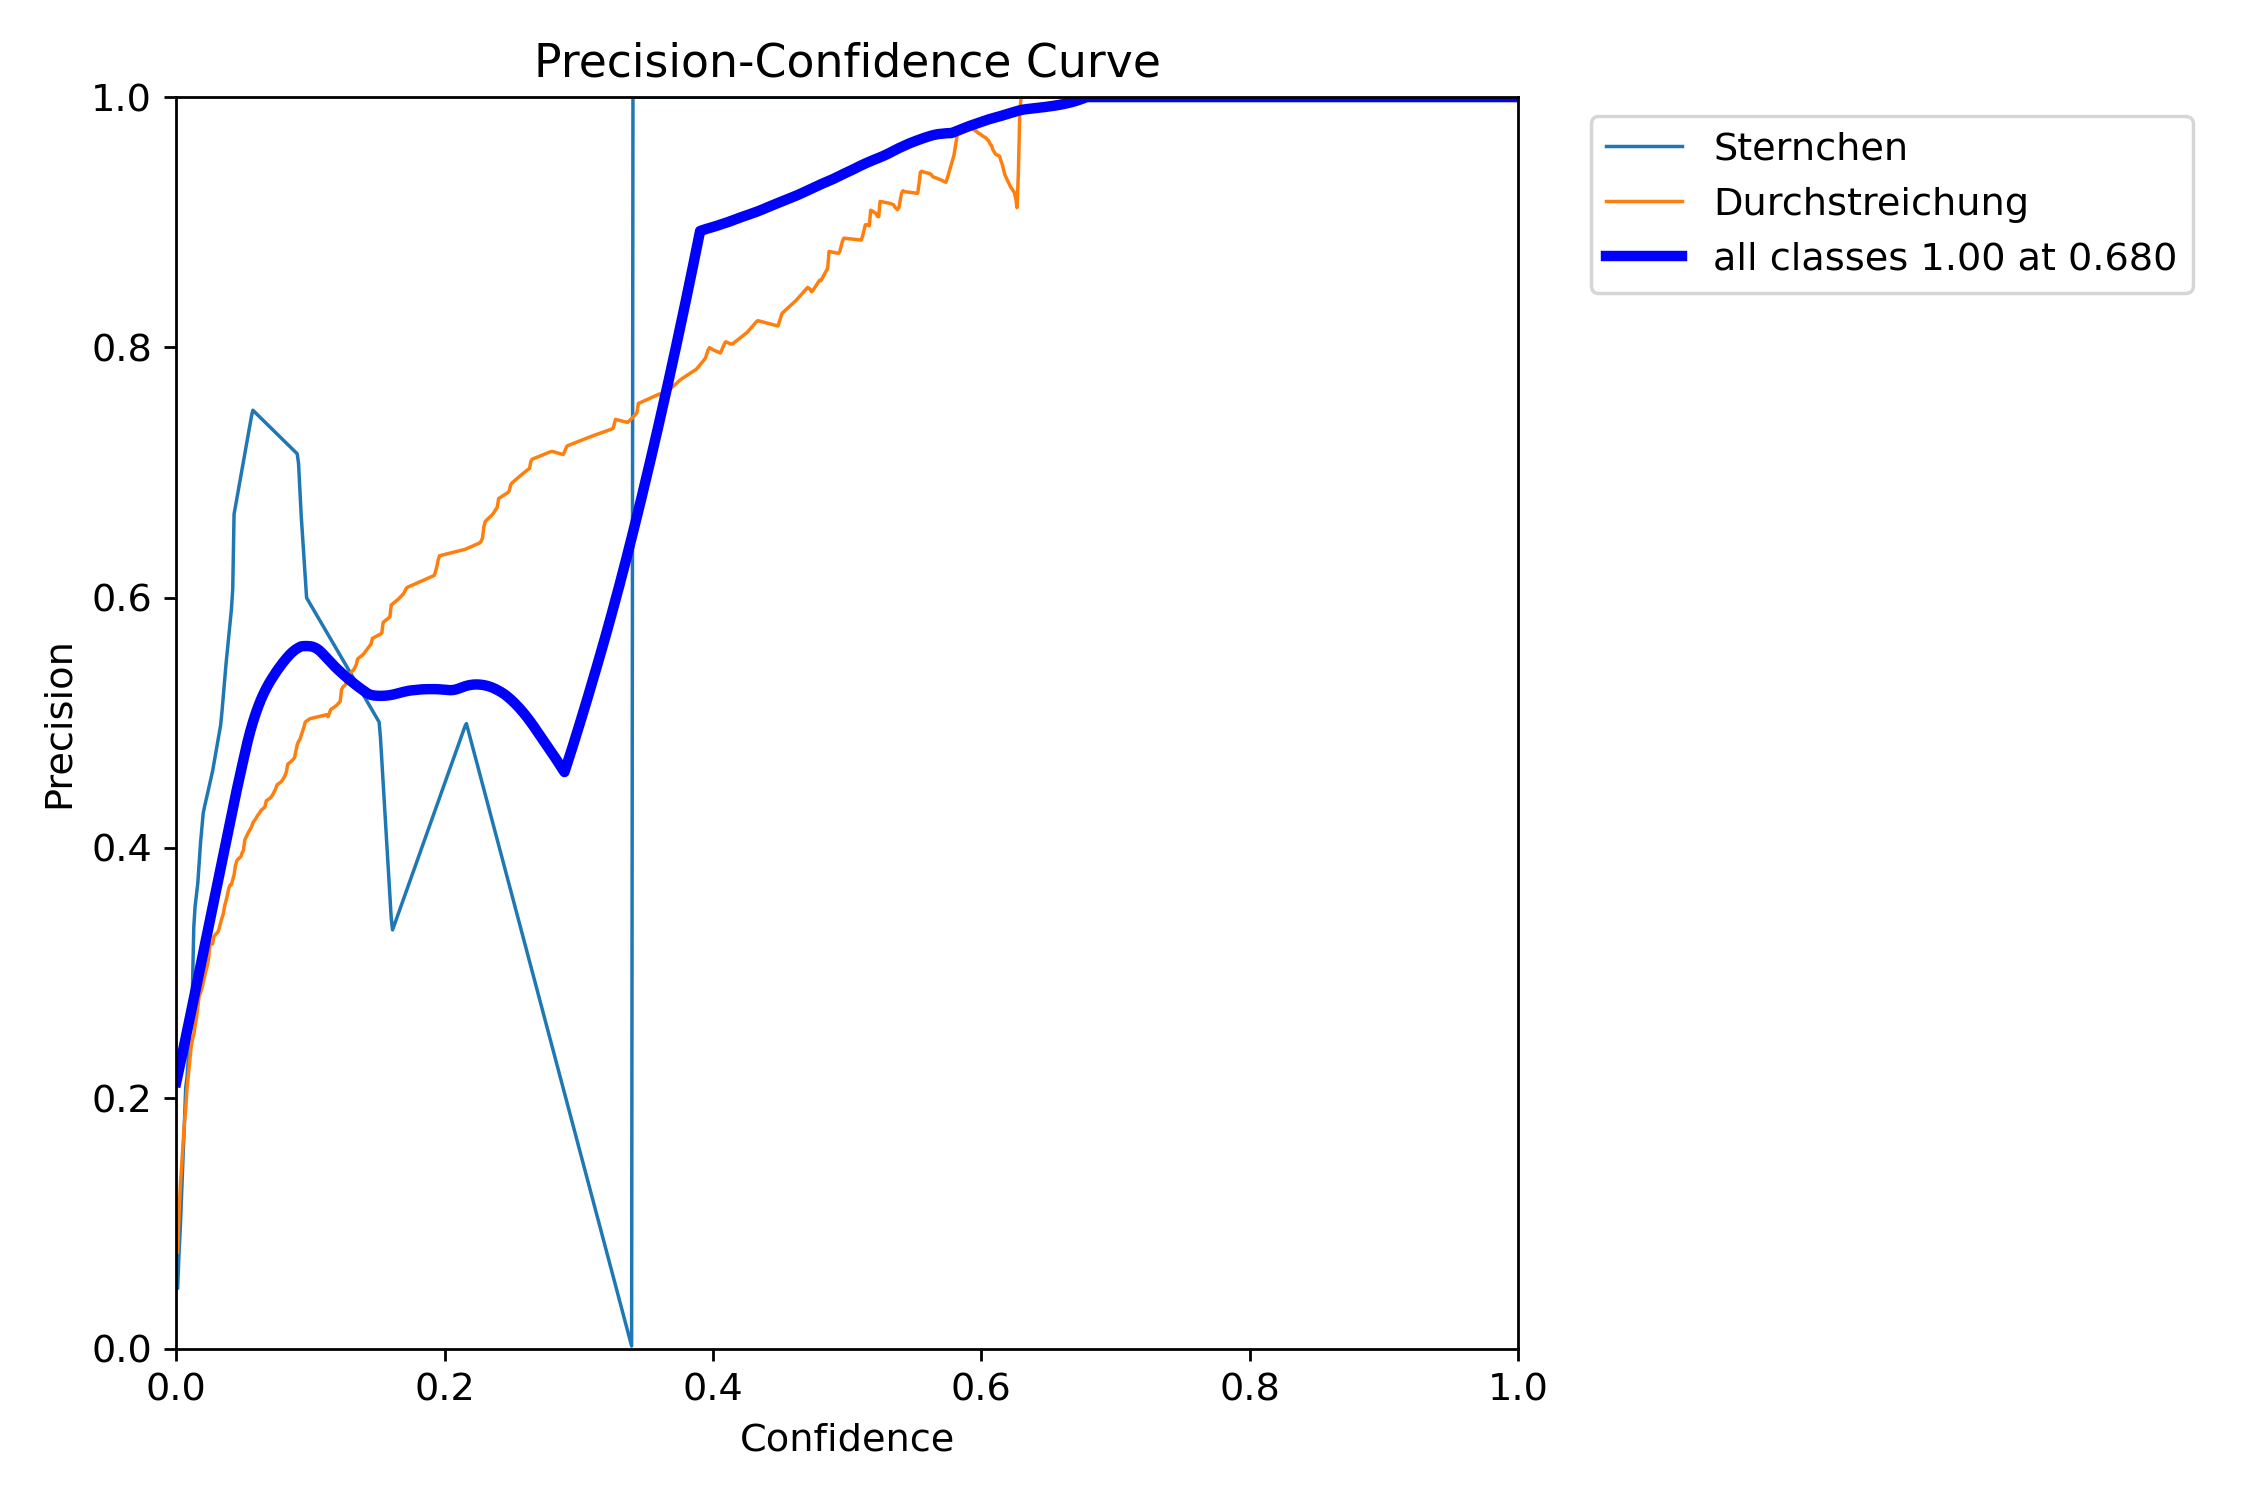 Precision-Confidence Curve
1.0
0.8
0.6
0.4
0.2
0.0
Precision
0.0 0.2 0.4 0.6 0.8 1.0
Confidence
Sternchen
Durchstreichung
all classes 1.00 at 0.680